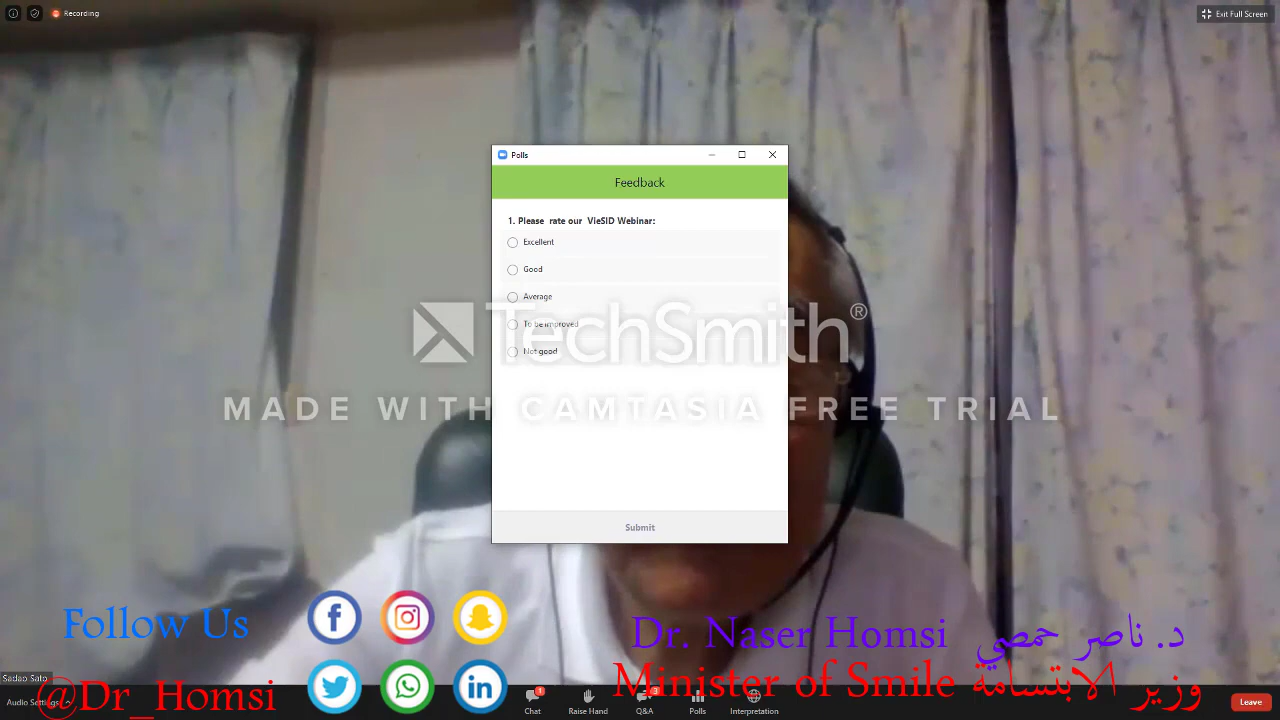 Recording
Exit Full Screen
Polls
Feedback
1. Please rate our VieSID Webinar:
Excellent
Good
Average
To be improved
Not good
TechSmith®
MADE WITH CAMTASIA FREE TRIAL
Submit
Follow Us
Dr. Naser Homsi د. ناصر حمصي
Sadao Sato
@Dr_Homsi
Minister of Smile وزير الابتسامة
Audio Settings
1
Chat
Raise Hand
3
Q&A
Polls
Interpretation
Leave